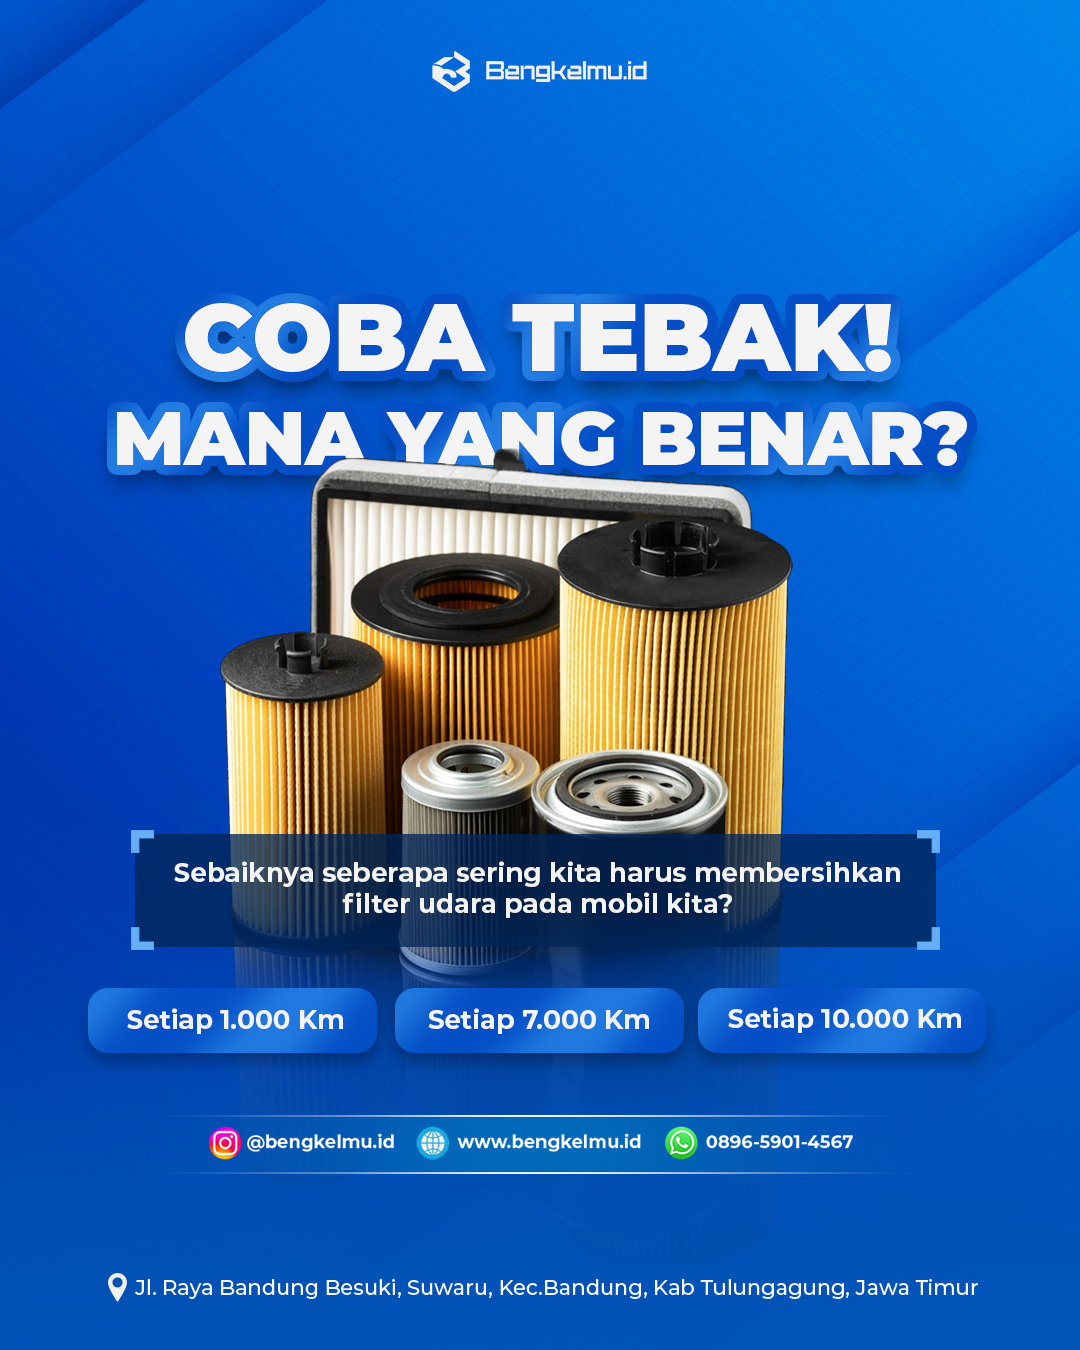 Bengkelmu.id
COBA TEBAK!
MANA YANG BENAR?
Sebaiknya seberapa sering kita harus membersihkan
filter udara pada mobil kita?
Setiap 1.000 Km
Setiap 7.000 Km
Setiap 10.000 Km
@bengkelmu.id
www.bengkelmu.id
0896-5901-4567
Jl. Raya Bandung Besuki, Suwaru, Kec.Bandung, Kab Tulungagung, Jawa Timur